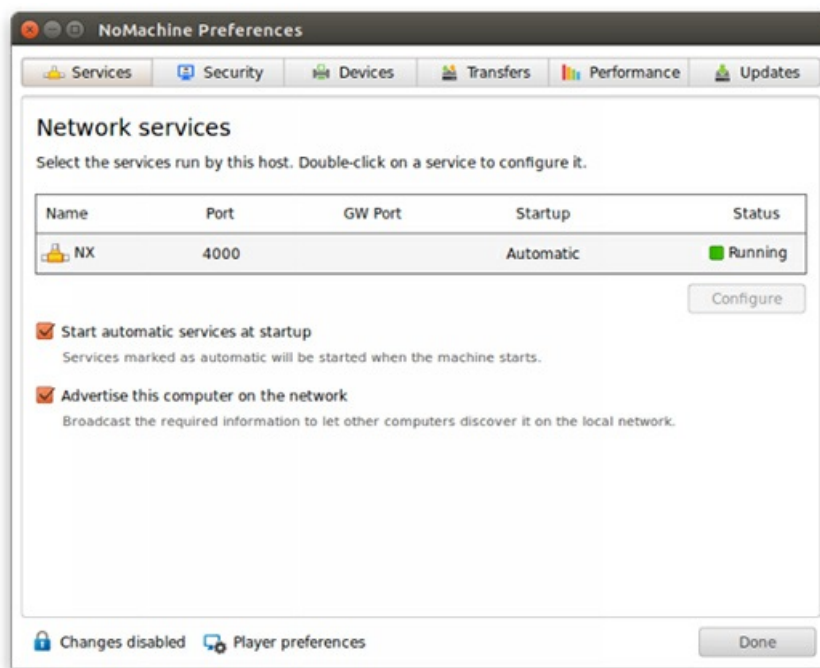 NoMachine Preferences
Services Security Devices Transfers Performance Updates
Network services
Select the services run by this host. Double-click on a service to configure it.
Name Port GW Port Startup Status
NX 4000 Automatic Running
Configure
Start automatic services at startup
Services marked as automatic will be started when the machine starts.
Advertise this computer on the network
Broadcast the required information to let other computers discover it on the local network.
Changes disabled Player preferences Done